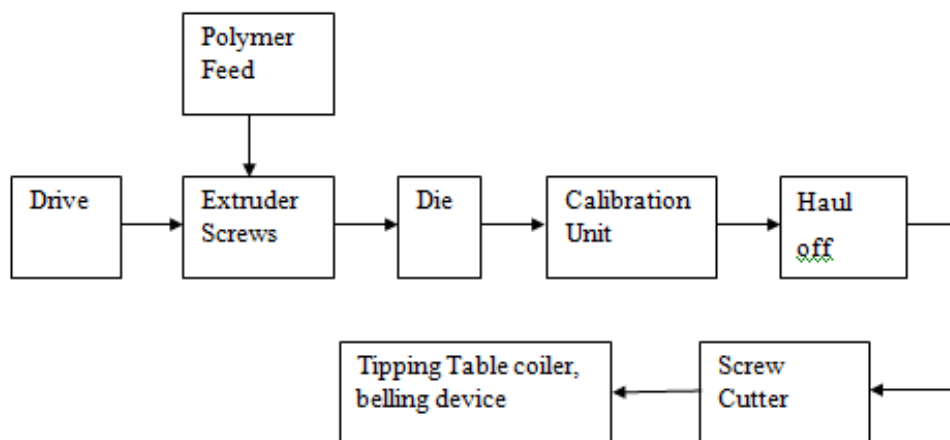 Polymer
Feed
Drive
Extruder
Screws
Die
Calibration
Unit
Haul
off
Tipping Table coiler,
belling device
Screw
Cutter